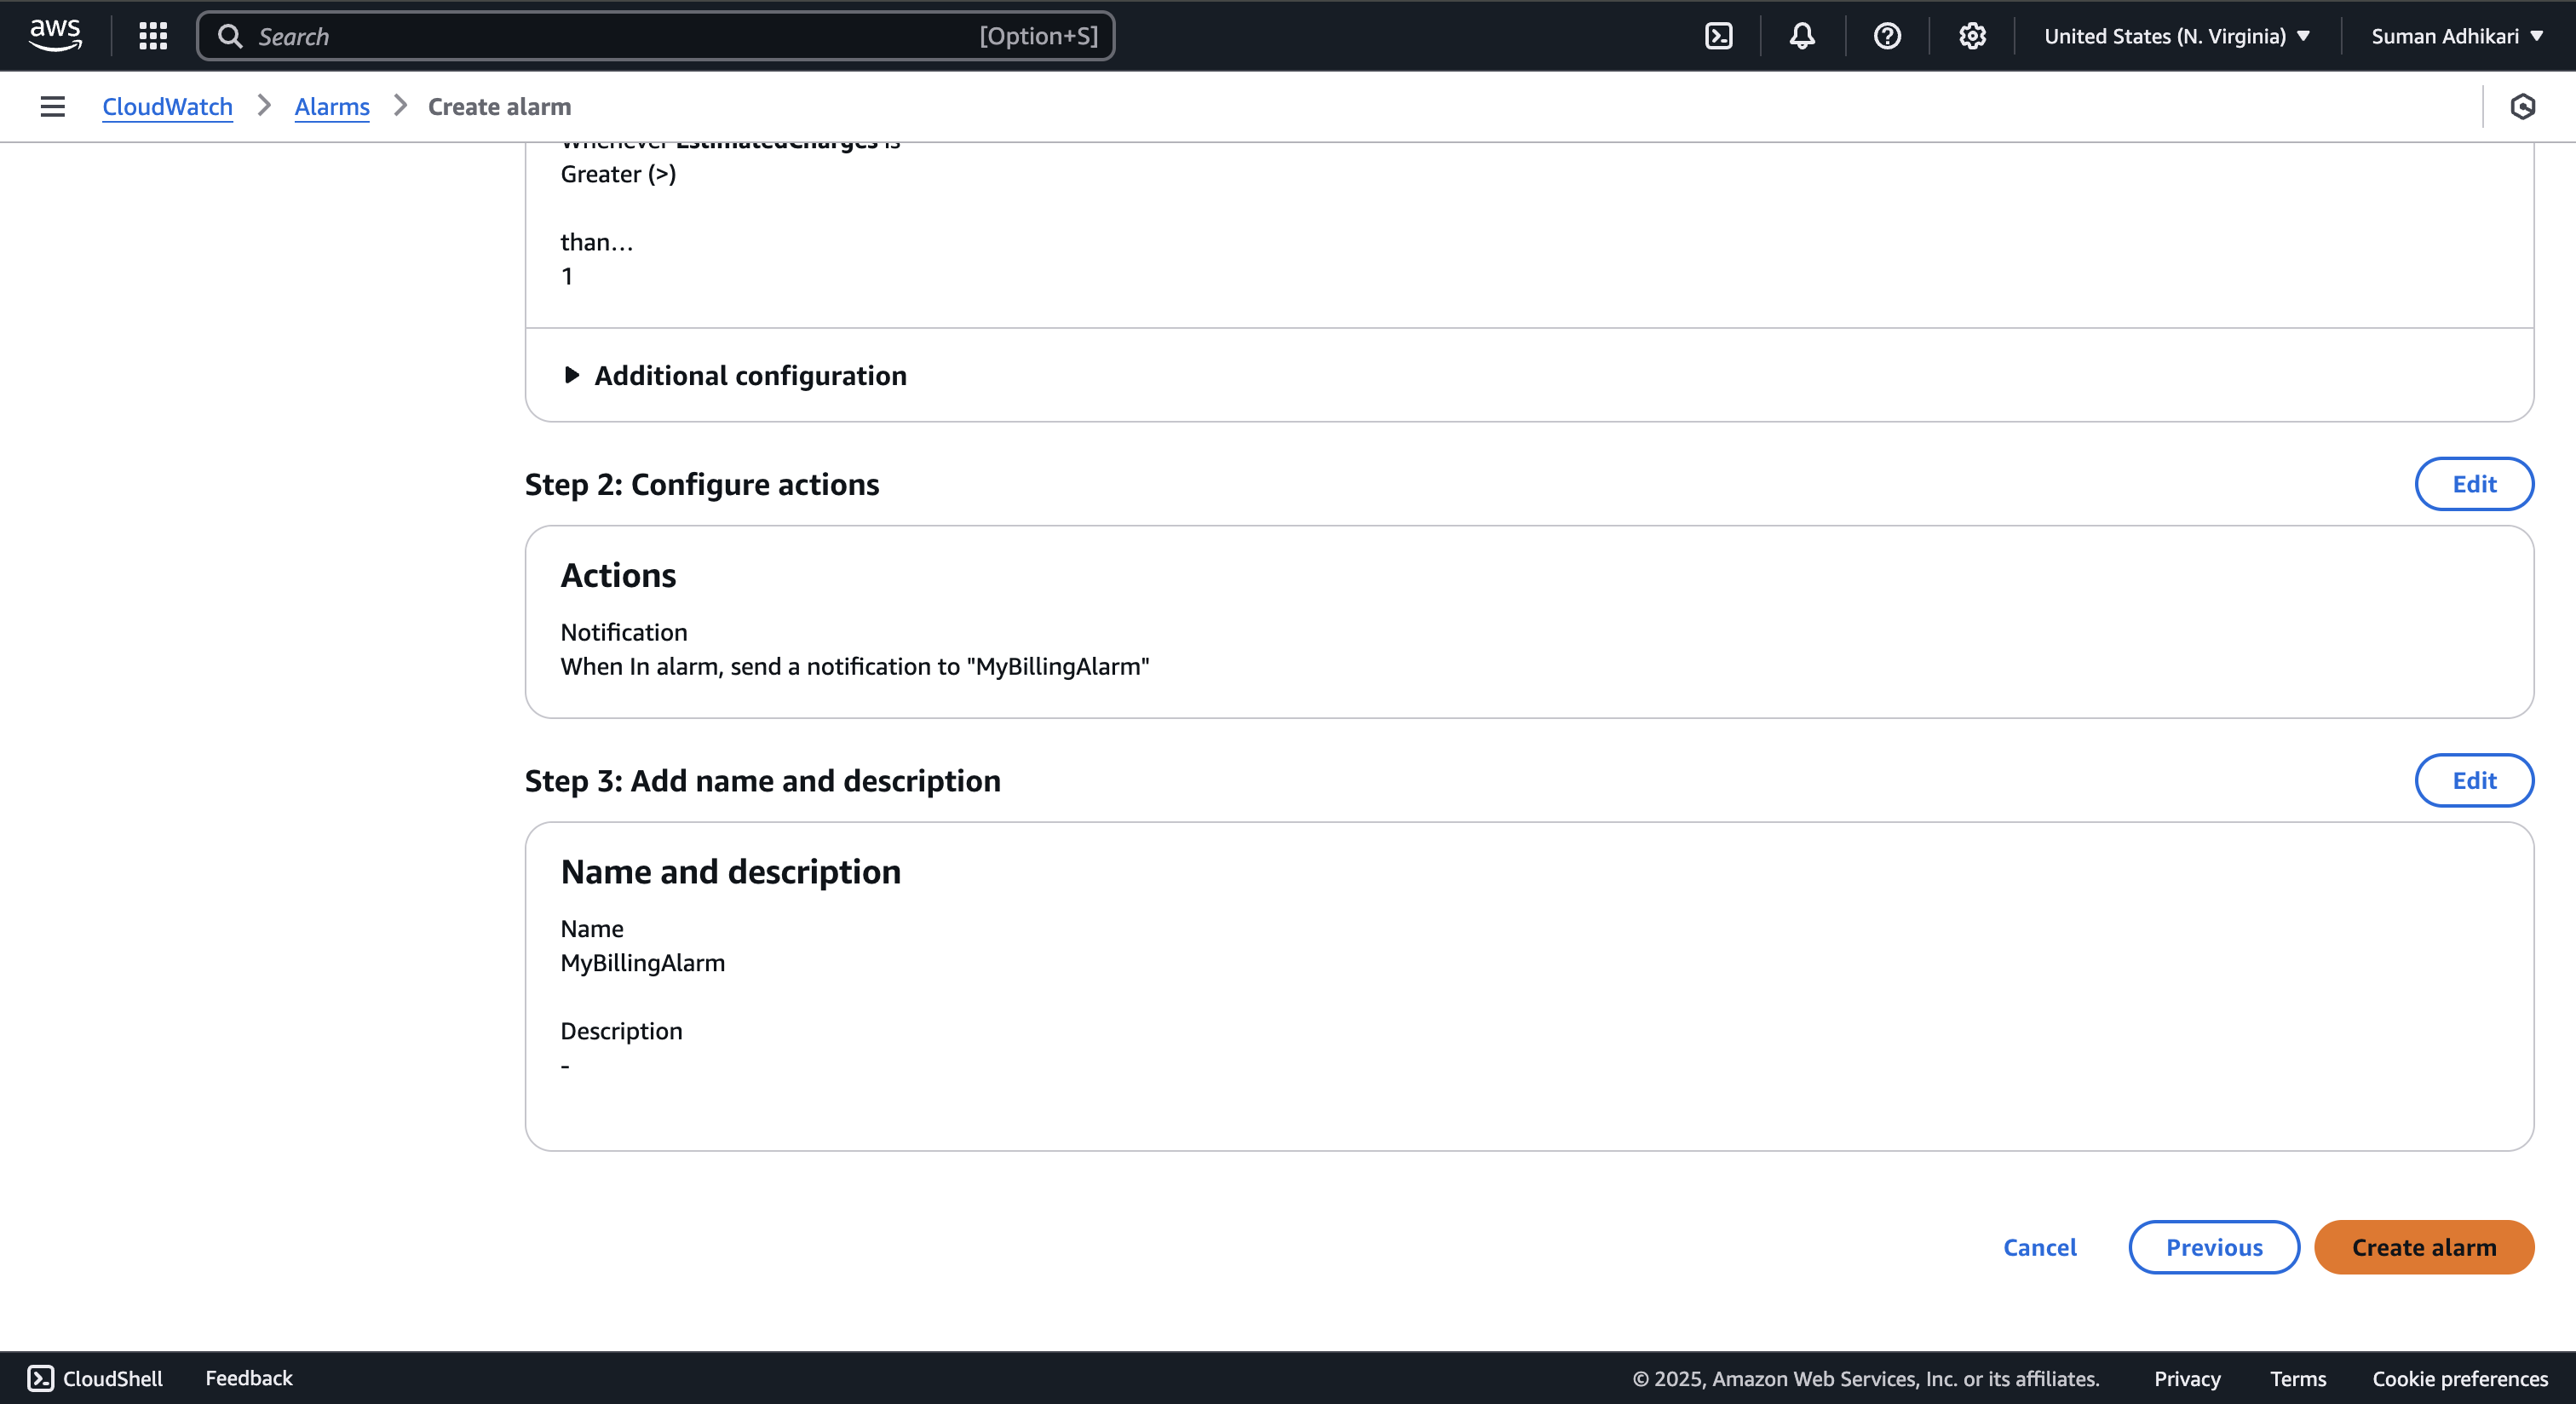 aws
Search [Option+S]
United States (N. Virginia)
Suman Adhikari
CloudWatch > Alarms > Create alarm
Whenever EstimatedCharges is
Greater (>)
than…
1
Additional configuration
Step 2: Configure actions
Edit
Actions
Notification
When In alarm, send a notification to "MyBillingAlarm"
Step 3: Add name and description
Edit
Name and description
Name
MyBillingAlarm
Description
-
Cancel
Previous
Create alarm
CloudShell
Feedback
© 2025, Amazon Web Services, Inc. or its affiliates.
Privacy
Terms
Cookie preferences